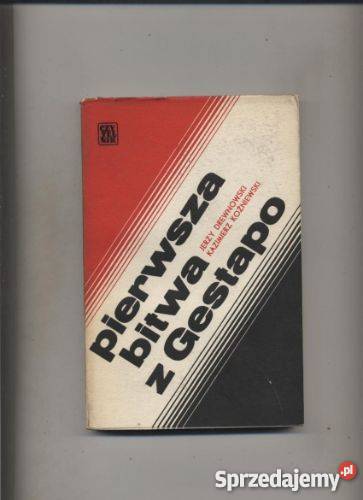 JERZY DREWNOWSKI
KAZIMIERZ KOŹNIEWSKI
pierwsza
bitwa
z Gestapo
Sprzedajemy.pl